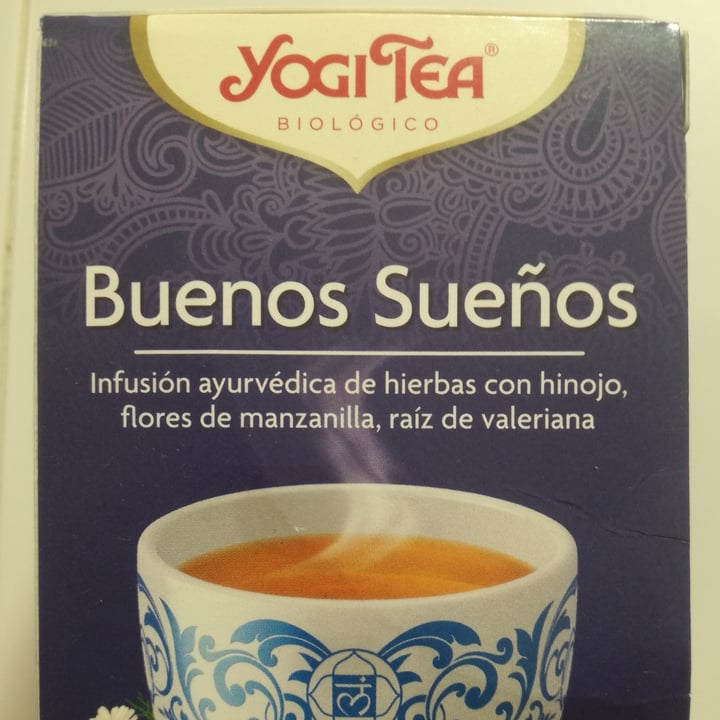 YOGI TEA®
BIOLÓGICO
Buenos Sueños
Infusión ayurvédica de hierbas con hinojo,
flores de manzanilla, raíz de valeriana